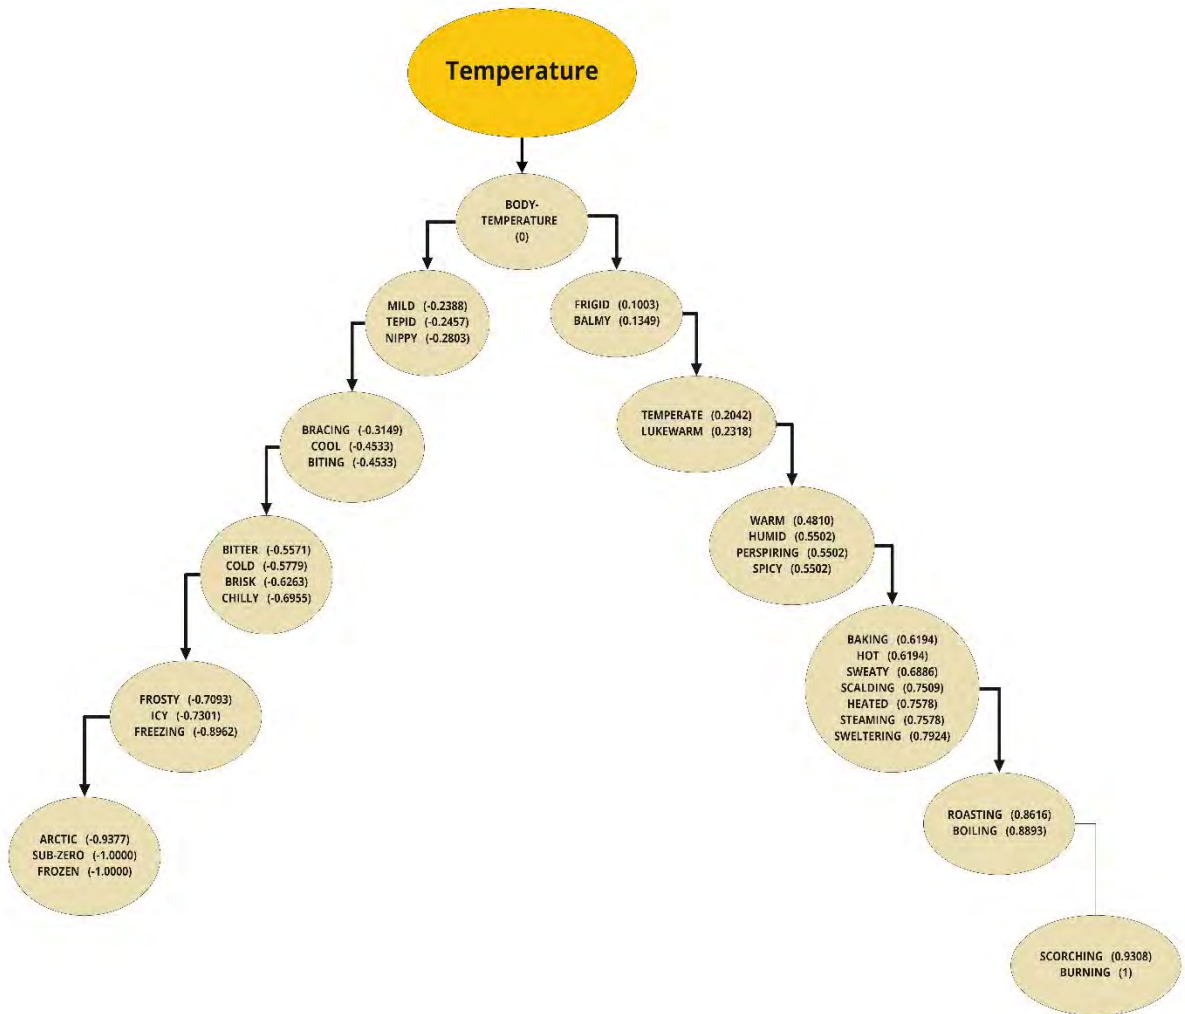 Temperature
BODY-
TEMPERATURE
(0)
MILD (-0.2388)
TEPID (-0.2457)
NIPPY (-0.2803)
FRIGID (0.1003)
BALMY (0.1349)
BRACING (-0.3149)
COOL (-0.4533)
BITING (-0.4533)
TEMPERATE (0.2042)
LUKEWARM (0.2318)
BITTER (-0.5571)
COLD (-0.5779)
BRISK (-0.6263)
CHILLY (-0.6955)
WARM (0.4810)
HUMID (0.5502)
PERSPIRING (0.5502)
SPICY (0.5502)
FROSTY (-0.7093)
ICY (-0.7301)
FREEZING (-0.8962)
BAKING (0.6194)
HOT (0.6194)
SWEATY (0.6886)
SCALDING (0.7509)
HEATED (0.7578)
STEAMING (0.7578)
SWELTERING (0.7924)
ARCTIC (-0.9377)
SUB-ZERO (-1.0000)
FROZEN (-1.0000)
ROASTING (0.8616)
BOILING (0.8893)
SCORCHING (0.9308)
BURNING (1)